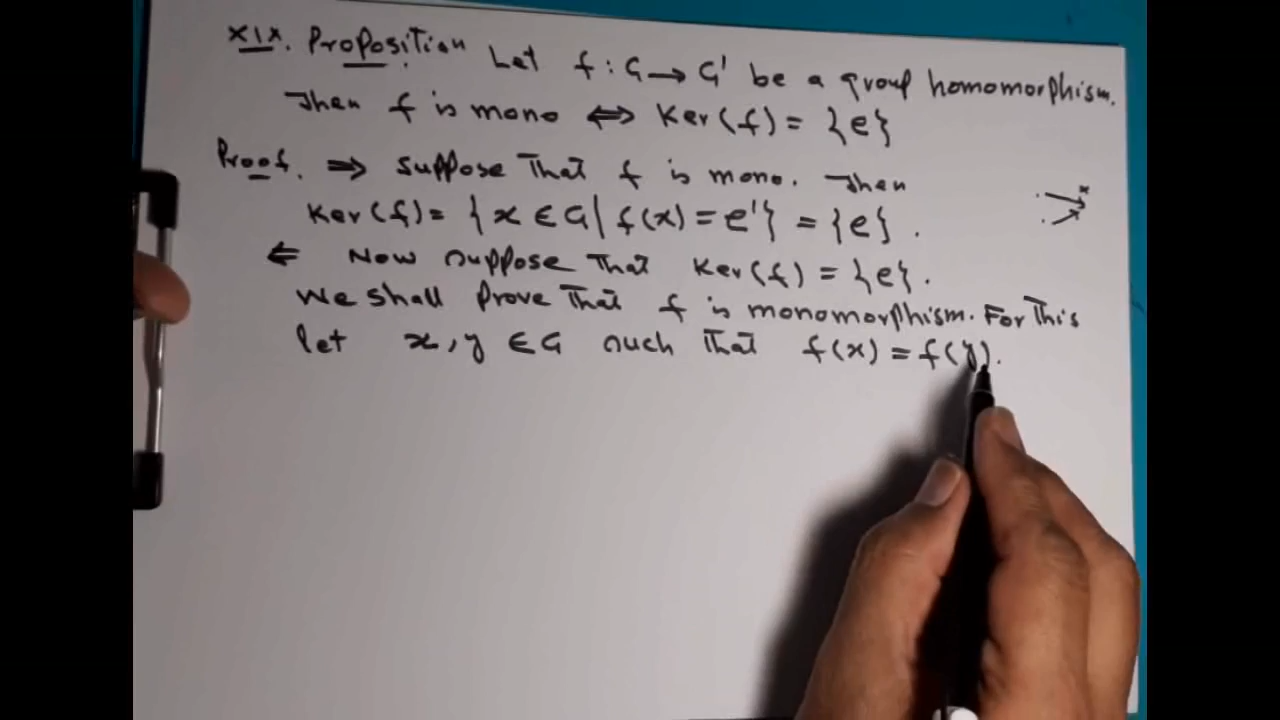 XIX. Proposition Let f : G → G' be a group homomorphism.
Then f is mono ⇔ Ker(f) = {e}
Proof. ⇒ Suppose That f is mono. Then
Ker(f) = {x ∈ G | f(x) = e'} = {e}.
⇐ Now suppose That Ker(f) = {e}.
We shall prove That f is monomorphism. For This
let x, y ∈ G such That f(x) = f(y).